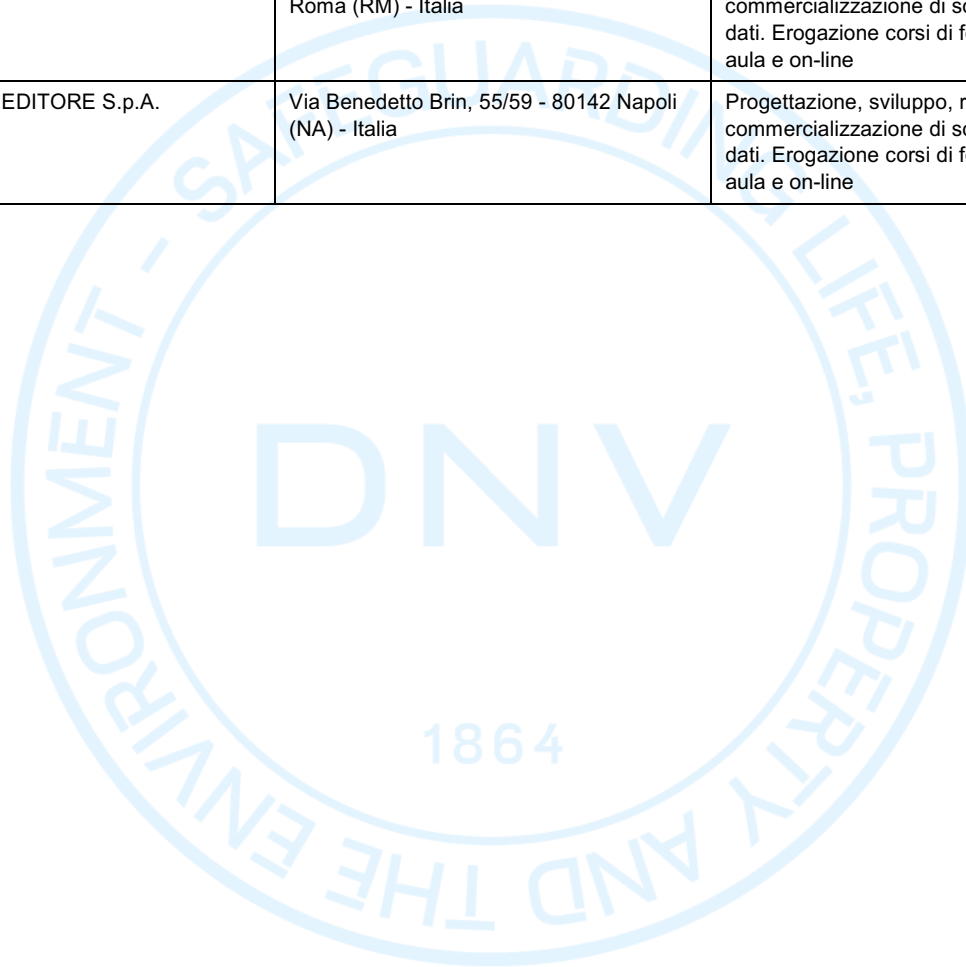 Roma (RM) - Italia
commercializzazione di
dati. Erogazione corsi di
aula e on-line
EDITORE S.p.A.
Via Benedetto Brin, 55/59 - 80142 Napoli
(NA) - Italia
Progettazione, sviluppo,
commercializzazione di
dati. Erogazione corsi di
aula e on-line
SAFEGUARDING LIFE, PROPERTY AND THE ENVIRONMENT -
DNV
1864